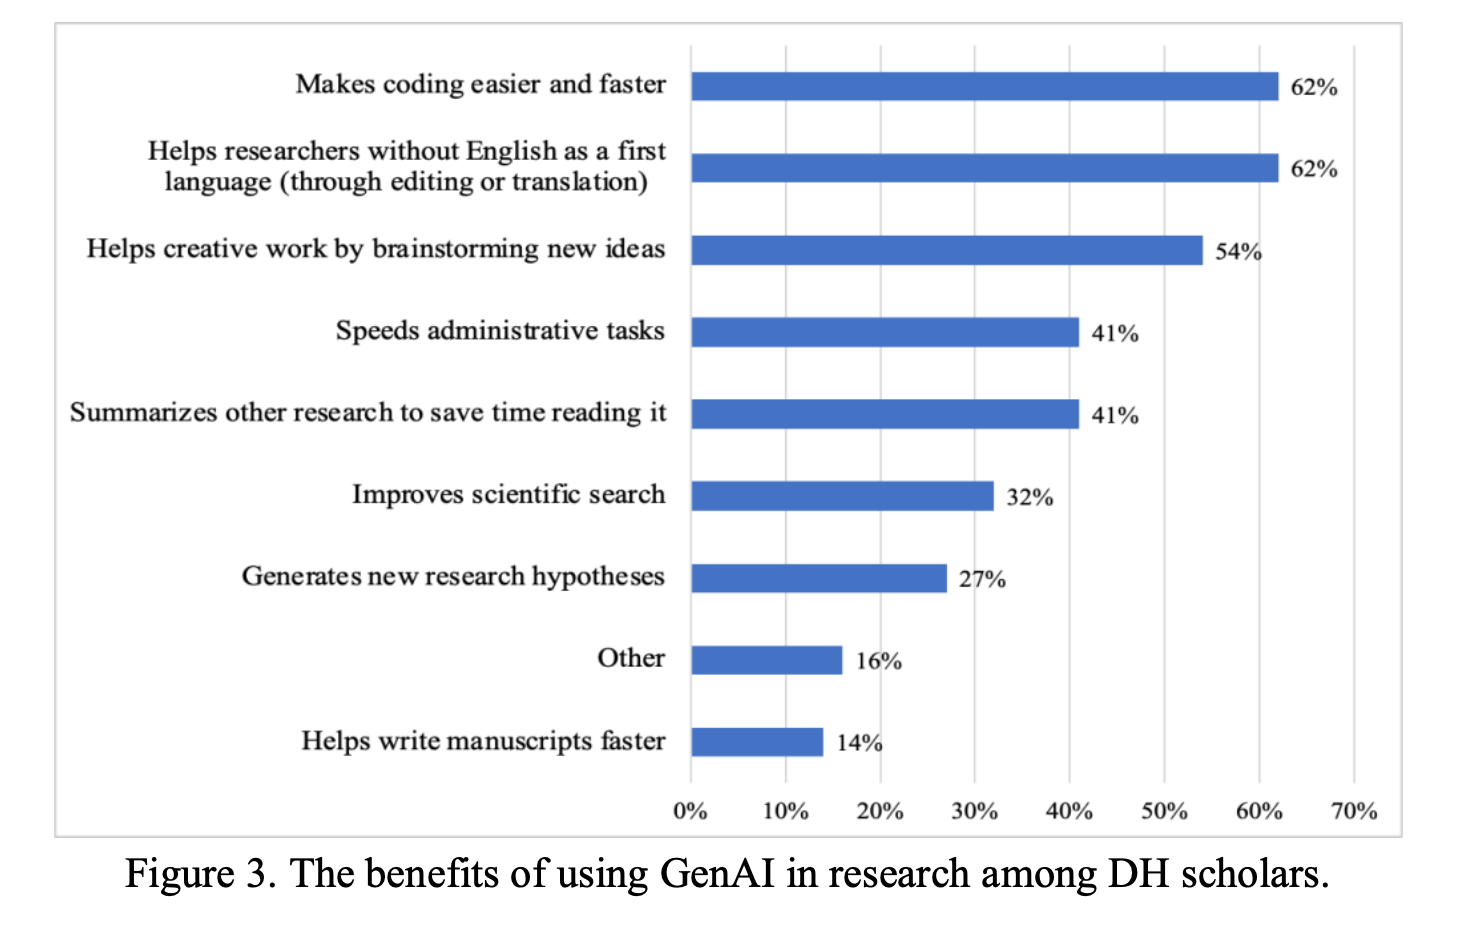 Makes coding easier and faster
62%
Helps researchers without English as a first
language (through editing or translation)
62%
Helps creative work by brainstorming new ideas
54%
Speeds administrative tasks
41%
Summarizes other research to save time reading it
41%
Improves scientific search
32%
Generates new research hypotheses
27%
Other
16%
Helps write manuscripts faster
14%
0% 10% 20% 30% 40% 50% 60% 70%
Figure 3. The benefits of using GenAI in research among DH scholars.